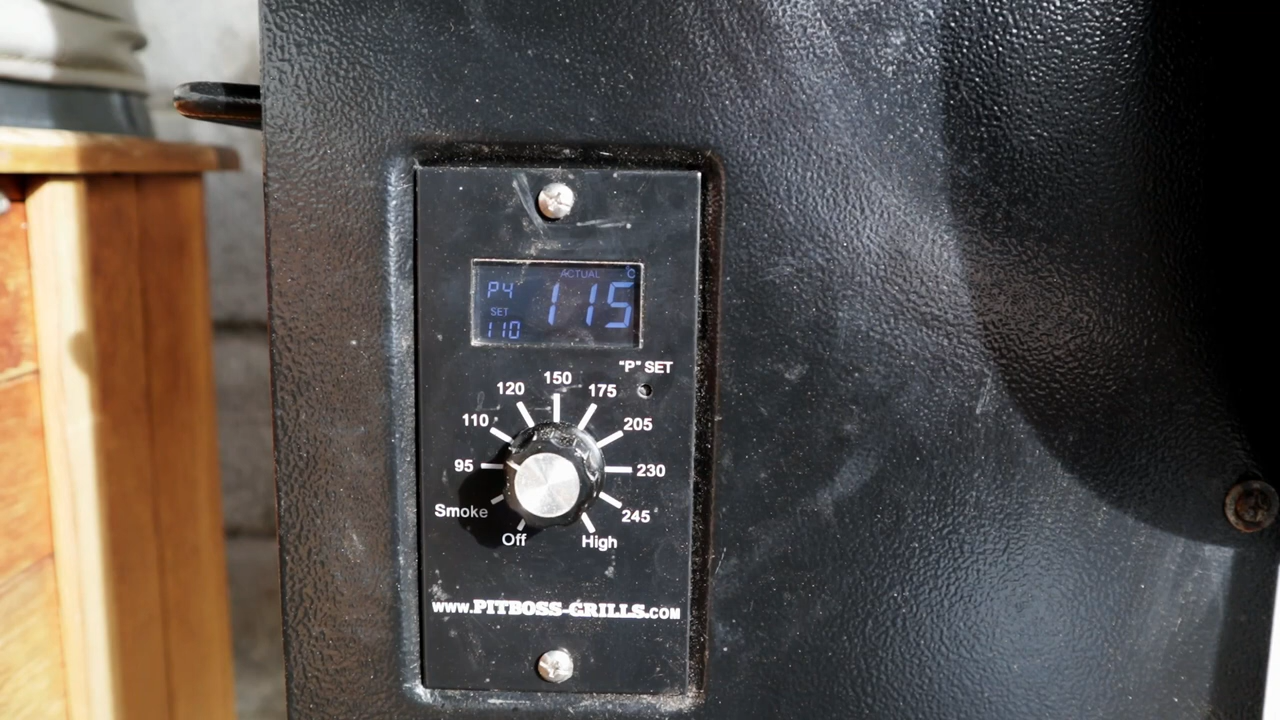 ACTUAL C
P4
115
SET
110
"P" SET
150
120
175
110
205
95
230
Smoke
245
Off
High
www.PITBOSS-GRILLS.COM